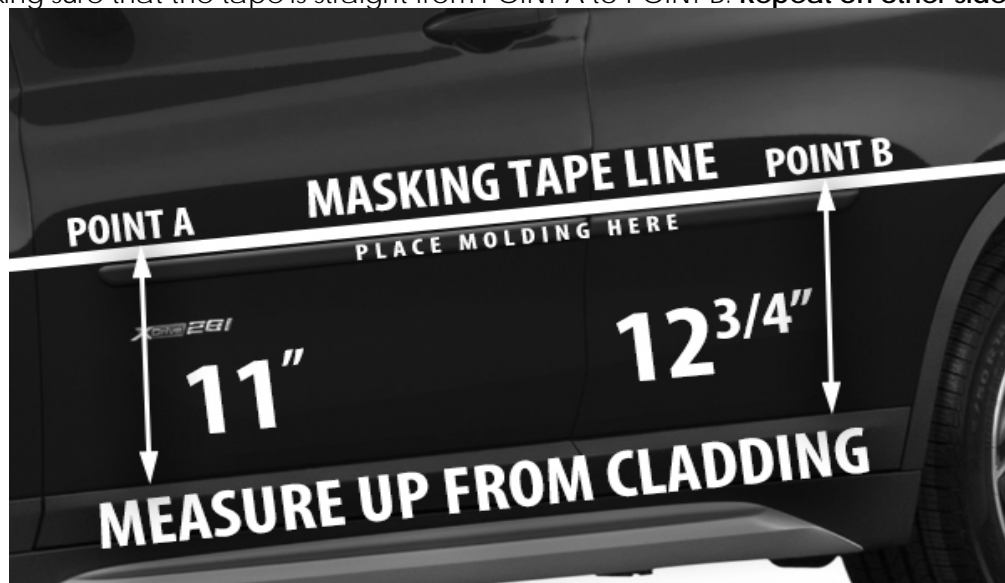 king sure that the tape is straight from POINT A to POINT B. Repeat on other side
MASKING TAPE LINE
POINT B
POINT A
PLACE MOLDING HERE
XDRIVE28I
11"
12 3/4"
MEASURE UP FROM CLADDING